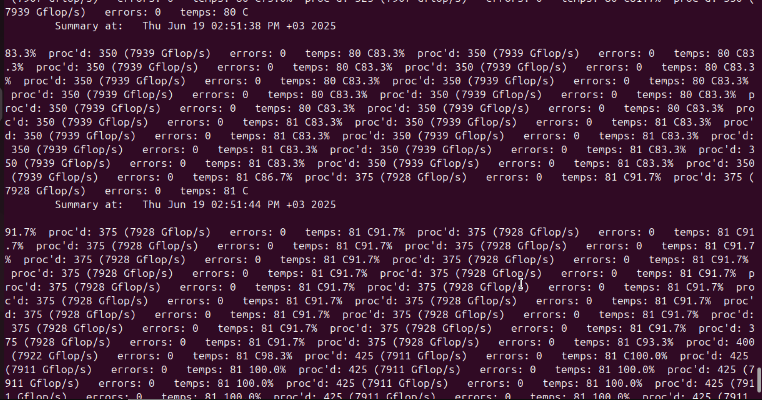 7939 Gflop/s)   errors: 0   temps: 80 C
        Summary at:   Thu Jun 19 02:51:38 PM +03 2025
83.3%  proc'd: 350 (7939 Gflop/s)   errors: 0   temps: 80 C83.3%  proc'd: 350 (7939 Gflop/s)   errors: 0   temps: 80 C83
.3%  proc'd: 350 (7939 Gflop/s)   errors: 0   temps: 80 C83.3%  proc'd: 350 (7939 Gflop/s)   errors: 0   temps: 80 C83.3
%  proc'd: 350 (7939 Gflop/s)   errors: 0   temps: 80 C83.3%  proc'd: 350 (7939 Gflop/s)   errors: 0   temps: 80 C83.3%
 proc'd: 350 (7939 Gflop/s)   errors: 0   temps: 80 C83.3%  proc'd: 350 (7939 Gflop/s)   errors: 0   temps: 80 C83.3%  p
roc'd: 350 (7939 Gflop/s)   errors: 0   temps: 80 C83.3%  proc'd: 350 (7939 Gflop/s)   errors: 0   temps: 80 C83.3%  pro
c'd: 350 (7939 Gflop/s)   errors: 0   temps: 81 C83.3%  proc'd: 350 (7939 Gflop/s)   errors: 0   temps: 81 C83.3%  proc'
d: 350 (7939 Gflop/s)   errors: 0   temps: 81 C83.3%  proc'd: 350 (7939 Gflop/s)   errors: 0   temps: 81 C83.3%  proc'd:
 350 (7939 Gflop/s)   errors: 0   temps: 81 C83.3%  proc'd: 350 (7939 Gflop/s)   errors: 0   temps: 81 C83.3%  proc'd: 3
50 (7939 Gflop/s)   errors: 0   temps: 81 C83.3%  proc'd: 350 (7939 Gflop/s)   errors: 0   temps: 81 C83.3%  proc'd: 350
 (7939 Gflop/s)   errors: 0   temps: 81 C86.7%  proc'd: 375 (7928 Gflop/s)   errors: 0   temps: 81 C91.7%  proc'd: 375 (
7928 Gflop/s)   errors: 0   temps: 81 C
        Summary at:   Thu Jun 19 02:51:44 PM +03 2025
91.7%  proc'd: 375 (7928 Gflop/s)   errors: 0   temps: 81 C91.7%  proc'd: 375 (7928 Gflop/s)   errors: 0   temps: 81 C91
.7%  proc'd: 375 (7928 Gflop/s)   errors: 0   temps: 81 C91.7%  proc'd: 375 (7928 Gflop/s)   errors: 0   temps: 81 C91.7
%  proc'd: 375 (7928 Gflop/s)   errors: 0   temps: 81 C91.7%  proc'd: 375 (7928 Gflop/s)   errors: 0   temps: 81 C91.7%
 proc'd: 375 (7928 Gflop/s)   errors: 0   temps: 81 C91.7%  proc'd: 375 (7928 Gflop/s)   errors: 0   temps: 81 C91.7%  p
roc'd: 375 (7928 Gflop/s)   errors: 0   temps: 81 C91.7%  proc'd: 375 (7928 Gflop/s)   errors: 0   temps: 81 C91.7%  pro
c'd: 375 (7928 Gflop/s)   errors: 0   temps: 81 C91.7%  proc'd: 375 (7928 Gflop/s)   errors: 0   temps: 81 C91.7%  proc'
d: 375 (7928 Gflop/s)   errors: 0   temps: 81 C91.7%  proc'd: 375 (7928 Gflop/s)   errors: 0   temps: 81 C91.7%  proc'd:
 375 (7928 Gflop/s)   errors: 0   temps: 81 C91.7%  proc'd: 375 (7928 Gflop/s)   errors: 0   temps: 81 C91.7%  proc'd: 3
75 (7928 Gflop/s)   errors: 0   temps: 81 C91.7%  proc'd: 375 (7928 Gflop/s)   errors: 0   temps: 81 C93.3%  proc'd: 400
 (7922 Gflop/s)   errors: 0   temps: 81 C98.3%  proc'd: 425 (7911 Gflop/s)   errors: 0   temps: 81 C100.0%  proc'd: 425
(7911 Gflop/s)   errors: 0   temps: 81 100.0%  proc'd: 425 (7911 Gflop/s)   errors: 0   temps: 81 100.0%  proc'd: 425 (7
911 Gflop/s)   errors: 0   temps: 81 100.0%  proc'd: 425 (7911 Gflop/s)   errors: 0   temps: 81 100.0%  proc'd: 425 (791
1 Gflop/s)   errors: 0   temps: 81 100.0%  proc'd: 425 (7911 Gflop/s)   errors: 0   temps: 81 100.0%  proc'd: 425 (7911